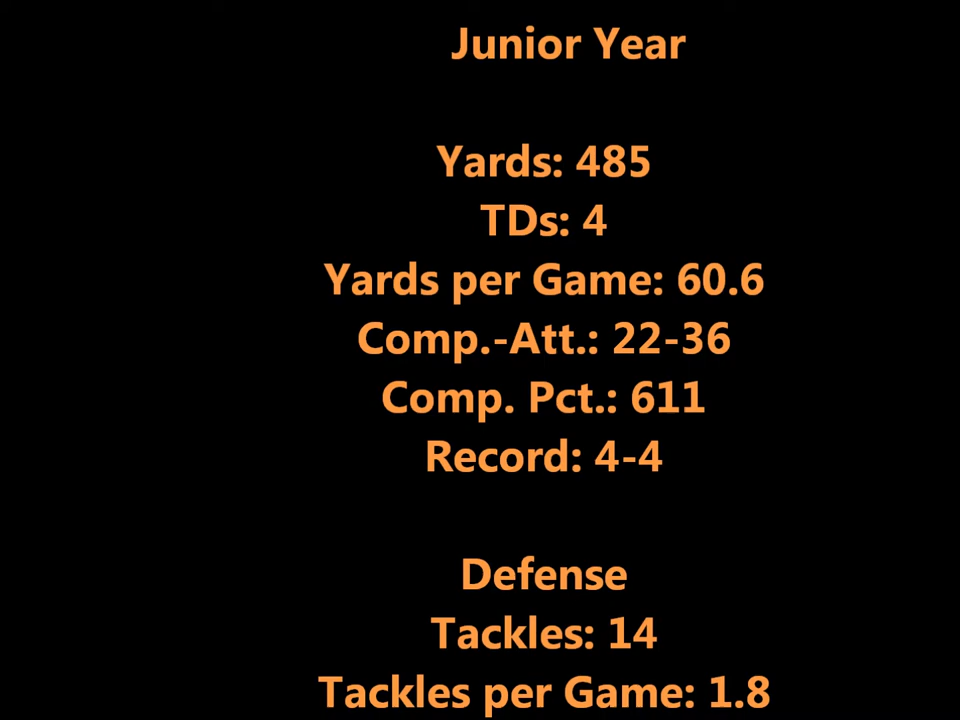 Junior Year
Yards: 485
TDs: 4
Yards per Game: 60.6
Comp.-Att.: 22-36
Comp. Pct.: 611
Record: 4-4
Defense
Tackles: 14
Tackles per Game: 1.8